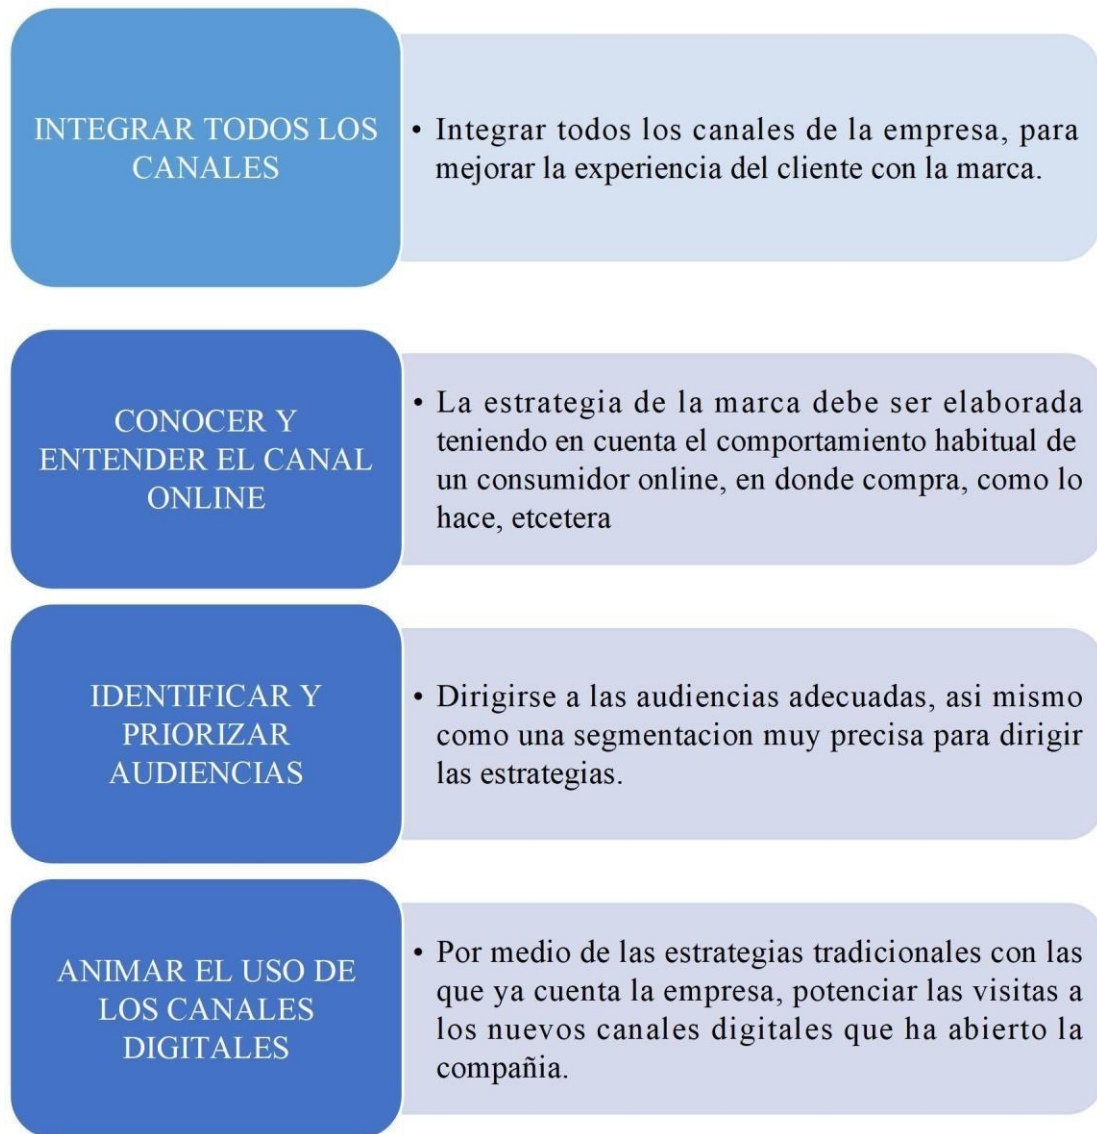 INTEGRAR TODOS LOS
CANALES
• Integrar todos los canales de la empresa, para
mejorar la experiencia del cliente con la marca.
CONOCER Y
ENTENDER EL CANAL
ONLINE
• La estrategia de la marca debe ser elaborada
teniendo en cuenta el comportamiento habitual de
un consumidor online, en donde compra, como lo
hace, etcetera
IDENTIFICAR Y
PRIORIZAR
AUDIENCIAS
• Dirigirse a las audiencias adecuadas, asi mismo
como una segmentacion muy precisa para dirigir
las estrategias.
ANIMAR EL USO DE
LOS CANALES
DIGITALES
• Por medio de las estrategias tradicionales con las
que ya cuenta la empresa, potenciar las visitas a
los nuevos canales digitales que ha abierto la
compañia.